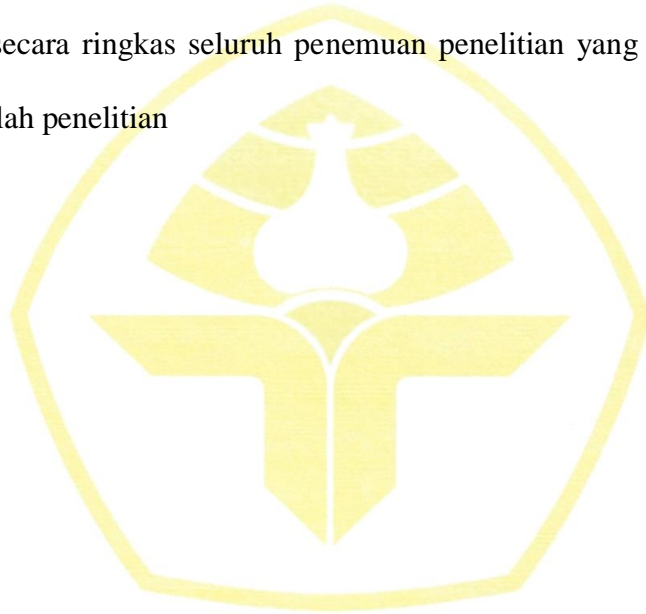 secara ringkas seluruh penemuan penelitian yang
lah penelitian